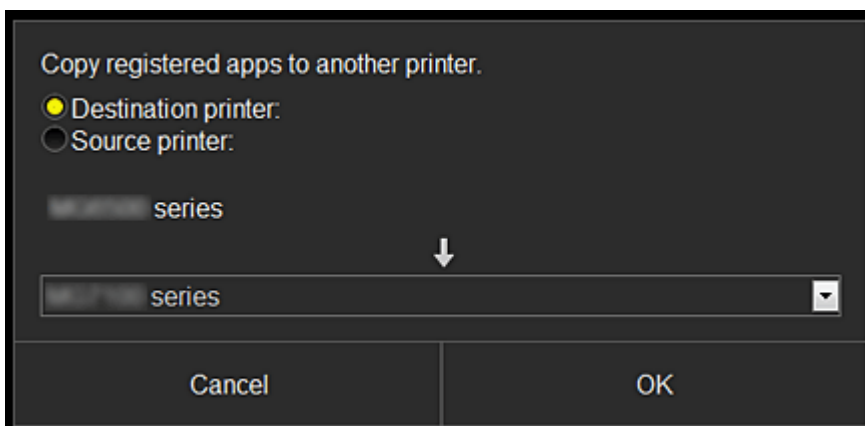 Copy registered apps to another printer.
Destination printer:
Source printer:
series
series
Cancel
OK